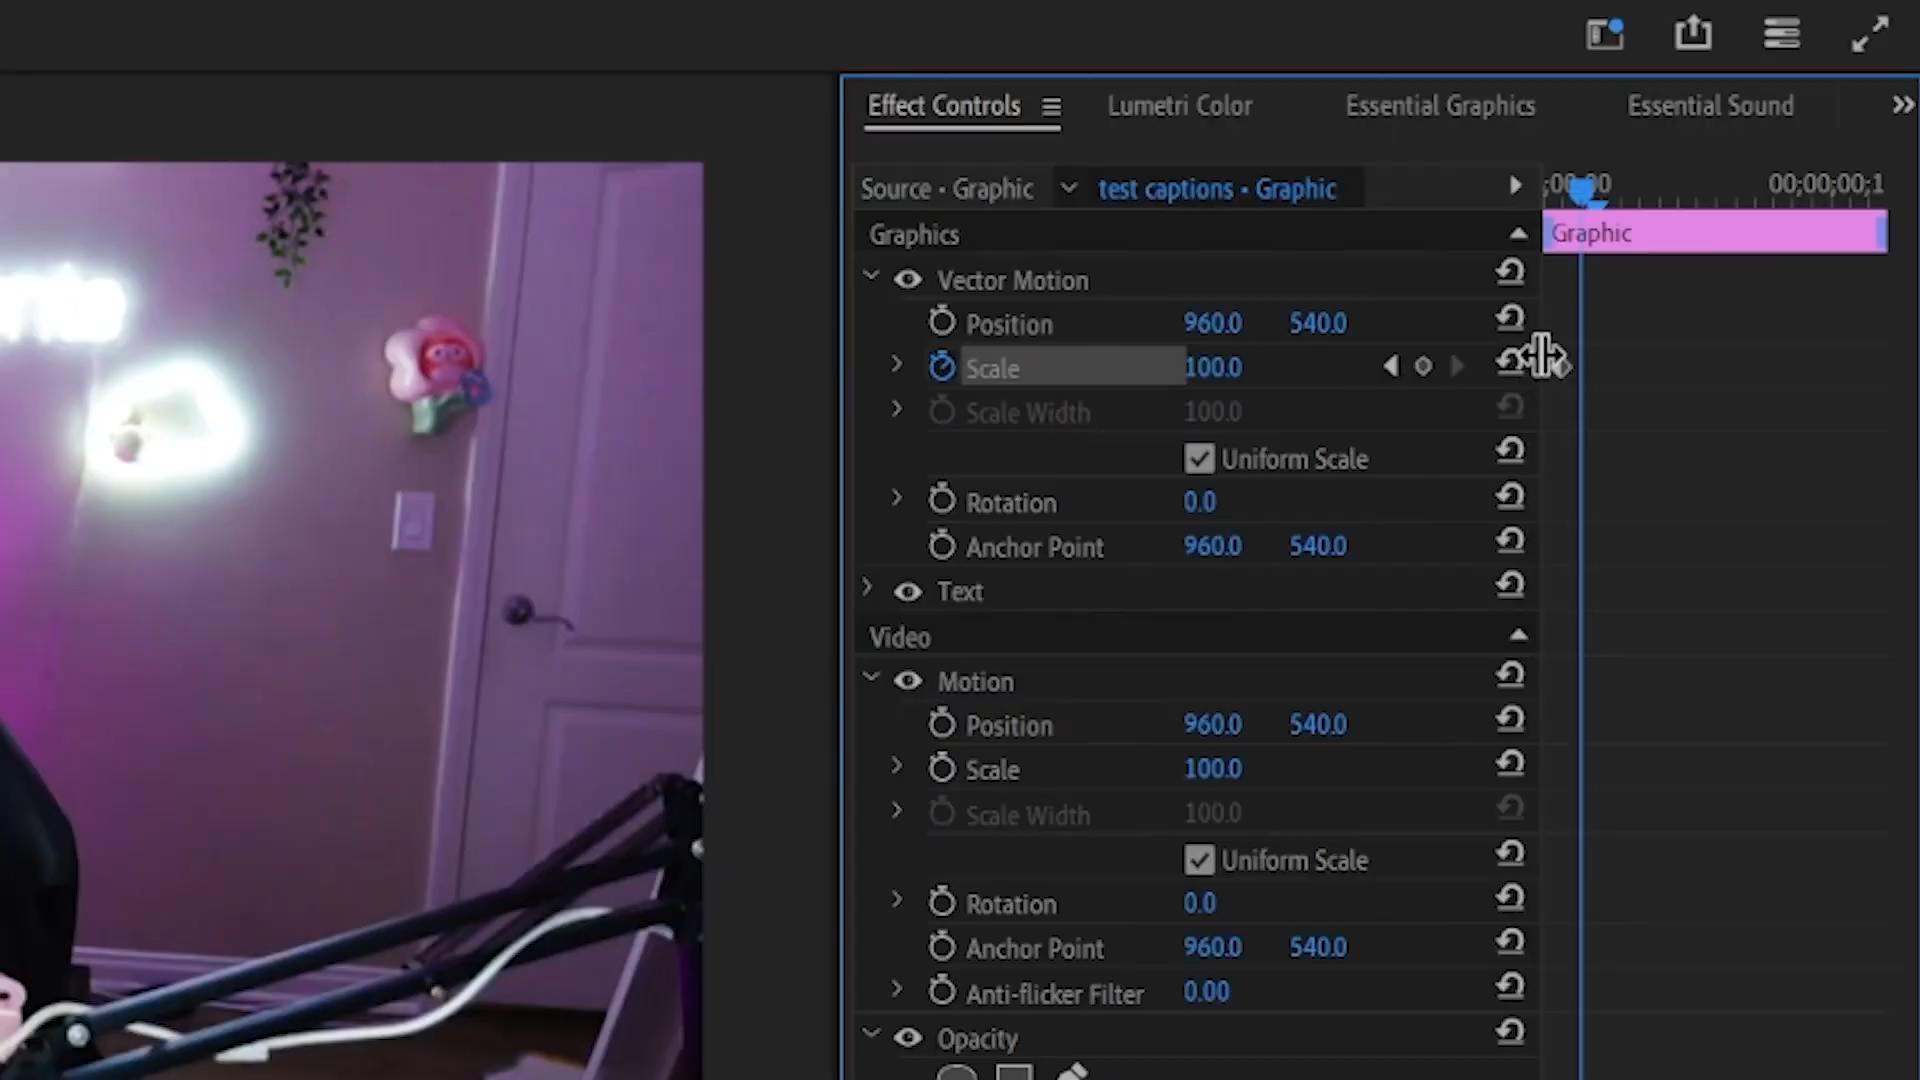 Effect Controls Lumetri Color Essential Graphics Essential Sound
Source • Graphic test captions • Graphic ;00;00 00;00;00;1
Graphics Graphic
Vector Motion
Position 960.0 540.0
Scale 100.0
Scale Width 100.0
Uniform Scale
Rotation 0.0
Anchor Point 960.0 540.0
Text
Video
Motion
Position 960.0 540.0
Scale 100.0
Scale Width 100.0
Uniform Scale
Rotation 0.0
Anchor Point 960.0 540.0
Anti-flicker Filter 0.00
Opacity